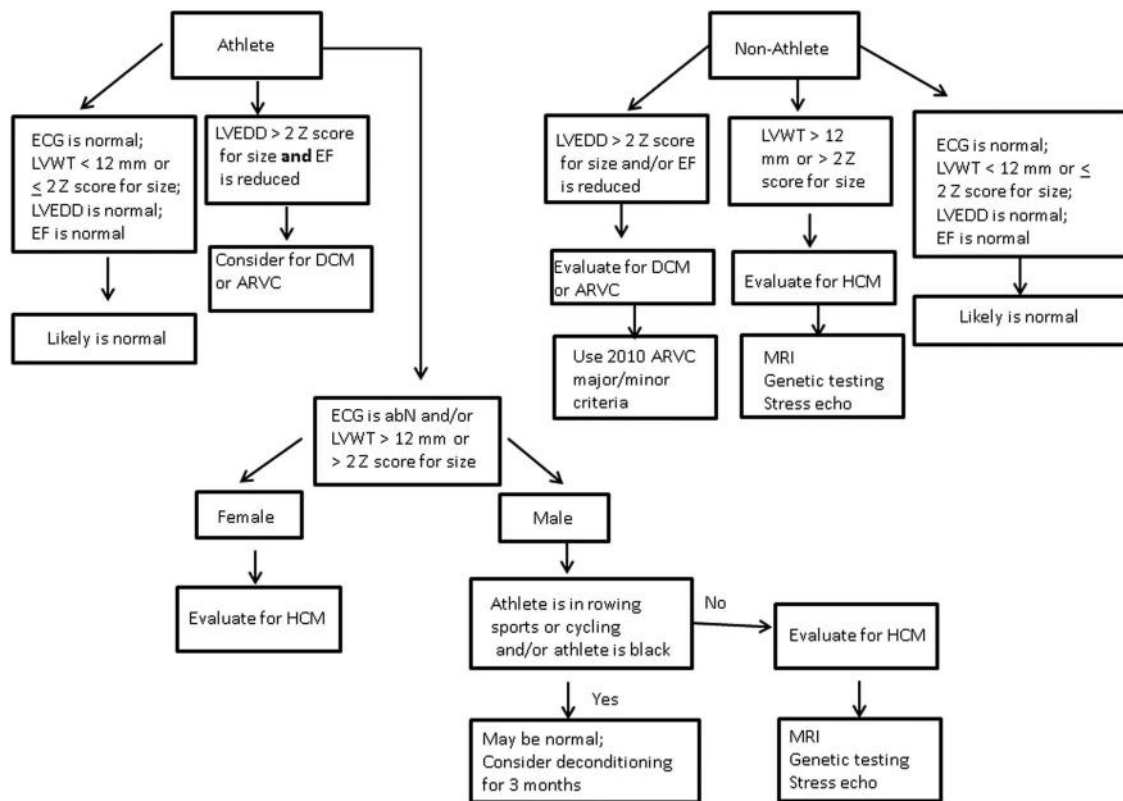 Athlete
ECG is normal;
LVWT < 12 mm or
≤ 2 Z score for size;
LVEDD is normal;
EF is normal
Likely is normal
LVEDD > 2 Z score
for size and EF
is reduced
Consider for DCM
or ARVC
ECG is abN and/or
LVWT > 12 mm or
> 2 Z score for size
Female
Evaluate for HCM
Male
Athlete is in rowing
sports or cycling
and/or athlete is black
No
Evaluate for HCM
MRI
Genetic testing
Stress echo
Yes
May be normal;
Consider deconditioning
for 3 months
Non-Athlete
LVEDD > 2 Z score
for size and/or EF
is reduced
Evaluate for DCM
or ARVC
Use 2010 ARVC
major/minor
criteria
LVWT > 12
mm or > 2 Z
score for size
Evaluate for HCM
MRI
Genetic testing
Stress echo
ECG is normal;
LVWT < 12 mm or ≤
2 Z score for size;
LVEDD is normal;
EF is normal
Likely is normal